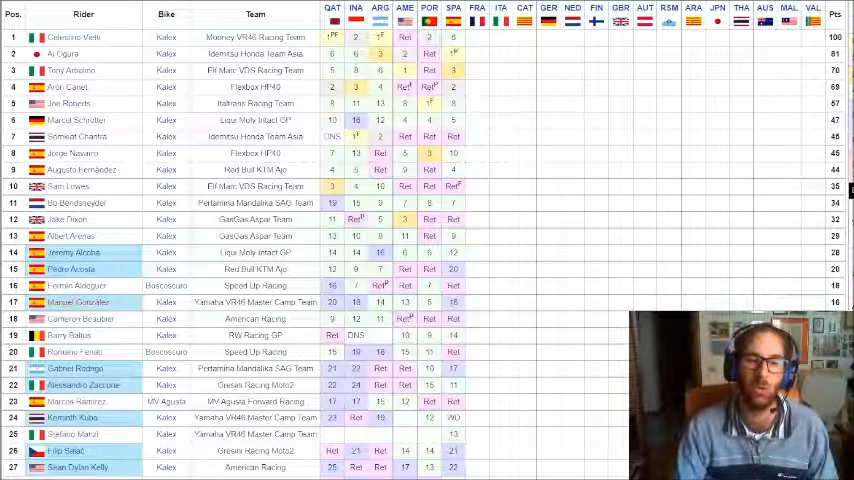 Pos. Rider Bike Team QAT INA ARG AME POR SPA FRA ITA CAT GER NED FIN GBR AUT RSM ARA JPN THA AUS MAL VAL Pts
1 Celestino Vietti Kalex Mooney VR46 Racing Team 1PF 2 1F Ret 2 6 100
2 Ai Ogura Kalex Idemitsu Honda Team Asia 6 6 3 2 Ret 1P 81
3 Tony Arbolino Kalex Elf Marc VDS Racing Team 5 8 6 1 Ret 3 70
4 Arón Canet Kalex Flexbox HP40 2 3 4 Ret RetP 2 69
5 Joe Roberts Kalex Italtrans Racing Team 8 11 13 8 1F 8 57
6 Marcel Schrötter Kalex Liqui Moly Intact GP 10 16 12 4 4 5
7 Somkiat Chantra Kalex Idemitsu Honda Team Asia DNS 1F 2 Ret Ret Ret
8 Jorge Navarro Kalex Flexbox HP40 7 13 Ret Ret 3 10 45
9 Augusto Fernández Kalex Red Bull KTM Ajo 4 5 Ret 9 Ret 4 44
10 Sam Lowes Kalex Elf Marc VDS Racing Team 3 4 10 Ret Ret RetF 35
11 Bo Bendsneyder Kalex Pertamina Mandalika SAG Team 19 15 9 7 8 7 34
12 Jake Dixon Kalex GasGas Aspar Team 11 RetP 5 3 Ret Ret 32
13 Albert Arenas Kalex GasGas Aspar Team 13 10 8 11 Ret 9 29
14 Jeremy Alcoba Kalex Liqui Moly Intact GP 14 14 16 6 6 12 28
15 Pedro Acosta Kalex Red Bull KTM Ajo 12 9 7 Ret Ret 20
16 Fermín Aldeguer Boscoscuro Speed Up Racing 16 7 RetP Ret 7 Ret
17 Manuel González Kalex Yamaha VR46 Master Camp Team 20 18 14 13 5 16 16
18 Cameron Beaubier Kalex American Racing 9 12 11 RetP Ret Ret
19 Barry Baltus Kalex RW Racing GP Ret DNS 10 9 14
20 Romano Fenati Boscoscuro Speed Up Racing 15 19 18 15 11 Ret
21 Gabriel Rodrigo Kalex Pertamina Mandalika SAG Team 21 22 Ret Ret 10 17
22 Alessandro Zaccone Kalex Gresini Racing Moto2 22 24 Ret Ret 15 11
23 Marcos Ramírez MV Agusta MV Agusta Forward Racing 17 17 15 12 Ret Ret
24 Keminth Kubo Kalex Yamaha VR46 Master Camp Team 23 Ret 19 12 WD
25 Stefano Manzi Kalex Yamaha VR46 Master Camp Team 13
26 Filip Salač Kalex Gresini Racing Moto2 Ret 21 Ret 14 14 21
27 Sean Dylan Kelly Kalex American Racing 25 Ret Ret 17 13 22